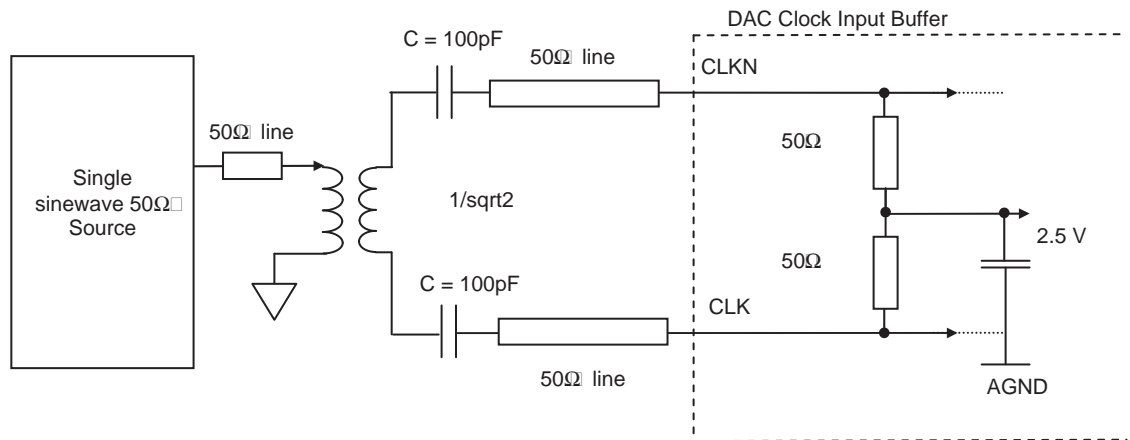 DAC Clock Input Buffer
C = 100pF
50Ω line
CLKN
50Ω line
50Ω
Single
sinewave 50Ω
Source
1/sqrt2
2.5 V
50Ω
C = 100pF
CLK
50Ω line
AGND